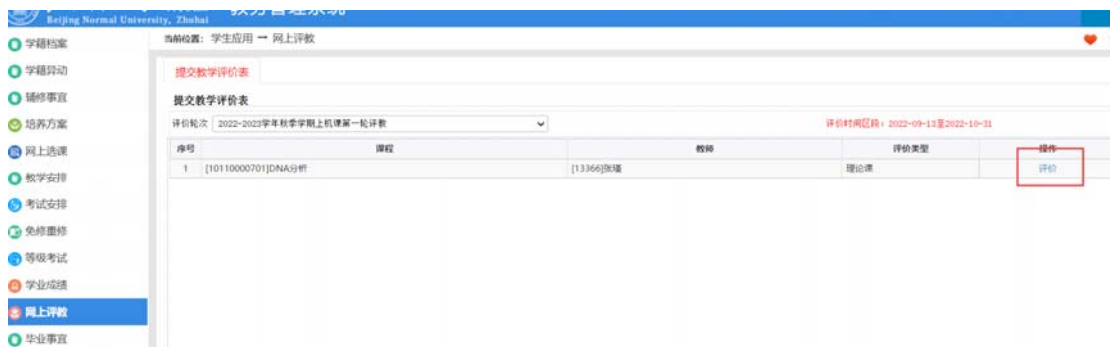 Beijing Normal University, Zhuhai
教务管理系统
学籍档案
学籍异动
辅修事宜
培养方案
网上选课
教学安排
考试安排
免修重修
等级考试
学业成绩
网上评教
毕业事宜
当前位置: 学生应用 → 网上评教
提交教学评价表
提交教学评价表
评价轮次 2022-2023学年秋季学期上机课第一轮评教 评价时间区段: 2022-09-13至2022-10-31
序号 课程 教师 评价类型 操作
1 [10110000701]DNA分析 [13366]张瑾 理论课 评价